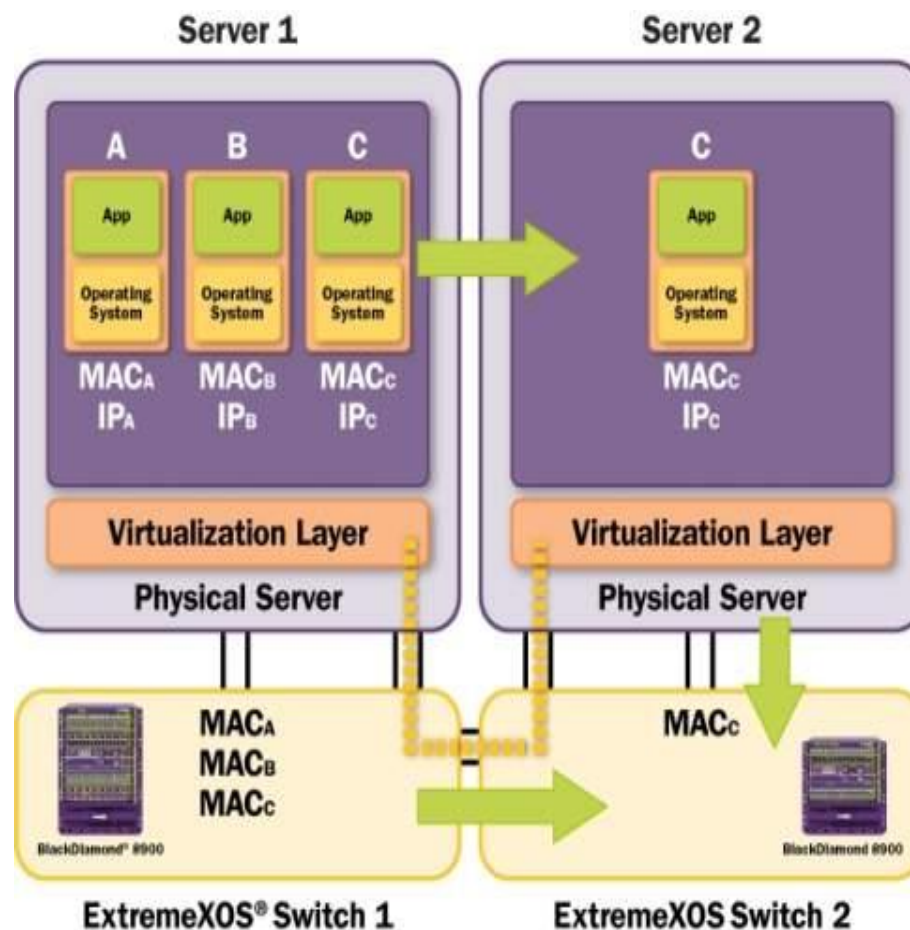 Server 1
Server 2
A
B
C
C
App
App
App
App
Operating System
Operating System
Operating System
Operating System
MACA
MACB
MACC
MACC
IPA
IPB
IPC
IPC
Virtualization Layer
Virtualization Layer
Physical Server
Physical Server
MACA
MACB
MACC
MACC
BlackDiamond® 8900
BlackDiamond 8900
ExtremeXOS® Switch 1
ExtremeXOS Switch 2